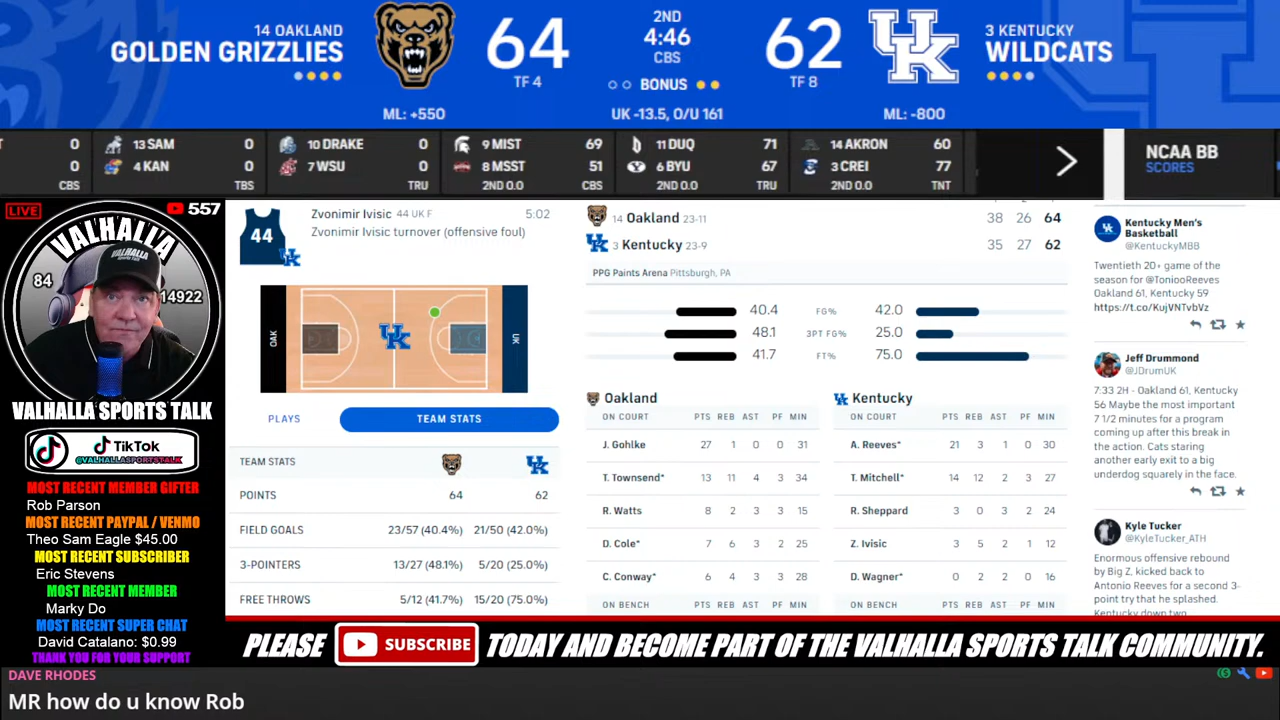 14 OAKLAND
GOLDEN GRIZZLIES
64
TF 4
2ND
4:46
CBS
BONUS
62
TF 8
UK
3 KENTUCKY
WILDCATS
ML: +550
UK -13.5, O/U 161
ML: -800
0
0
CBS
13 SAM 0
4 KAN 0
TBS
10 DRAKE 0
7 WSU 0
TRU
9 MIST 69
8 MSST 51
2ND 0.0 CBS
11 DUQ 71
6 BYU 67
2ND 0.0 TRU
14 AKRON 60
3 CREI 77
2ND 0.0 TNT
NCAA BB
SCORES
LIVE
557
VALHALLA
84
14922
VALHALLA SPORTS TALK
TikTok
@VALHALLASPORTSTALK
MOST RECENT MEMBER GIFTER
Rob Parson
MOST RECENT PAYPAL / VENMO
Theo Sam Eagle $45.00
MOST RECENT SUBSCRIBER
Eric Stevens
MOST RECENT MEMBER
Marky Do
MOST RECENT SUPER CHAT
David Catalano: $0.99
THANK YOU FOR YOUR SUPPORT
44
Zvonimir Ivisic 44 UK F 5:02
Zvonimir Ivisic turnover (offensive foul)
OAK
UK
UK
PLAYS
TEAM STATS
TEAM STATS
POINTS 64 62
FIELD GOALS 23/57 (40.4%) 21/50 (42.0%)
3-POINTERS 13/27 (48.1%) 5/20 (25.0%)
FREE THROWS 5/12 (41.7%) 15/20 (75.0%)
14 Oakland 23-11 38 26 64
3 Kentucky 23-9 35 27 62
PPG Paints Arena Pittsburgh, PA
40.4 FG% 42.0
48.1 3PT FG% 25.0
41.7 FT% 75.0
Oakland
ON COURT PTS REB AST PF MIN
J. Gohlke 27 1 0 0 31
T. Townsend* 13 11 4 3 34
R. Watts 8 2 3 3 15
D. Cole* 7 6 3 2 25
C. Conway* 6 4 3 3 28
ON BENCH PTS REB AST PF MIN
Kentucky
ON COURT PTS REB AST PF MIN
A. Reeves* 21 3 1 0 30
T. Mitchell* 14 12 2 3 27
R. Sheppard 3 0 3 2 24
Z. Ivisic 3 5 2 1 12
D. Wagner* 0 2 2 0 16
ON BENCH PTS REB AST PF MIN
Kentucky Men's
Basketball
@KentuckyMBB
Twentieth 20+ game of the
season for @ToniooReeves
Oakland 61, Kentucky 59
https://t.co/KujVNTvbVz
Jeff Drummond
@JDrumUK
7:33 2H - Oakland 61, Kentucky
56 Maybe the most important
7 1/2 minutes for a program
coming up after this break in
the action. Cats staring
another early exit to a big
underdog squarely in the face.
Kyle Tucker
@KyleTucker_ATH
Enormous offensive rebound
by Big Z, kicked back to
Antonio Reeves for a second 3-
point try that he splashed.
Kentucky down two
PLEASE SUBSCRIBE TODAY AND BECOME PART OF THE VALHALLA SPORTS TALK COMMUNITY.
DAVE RHODES
MR how do u know Rob